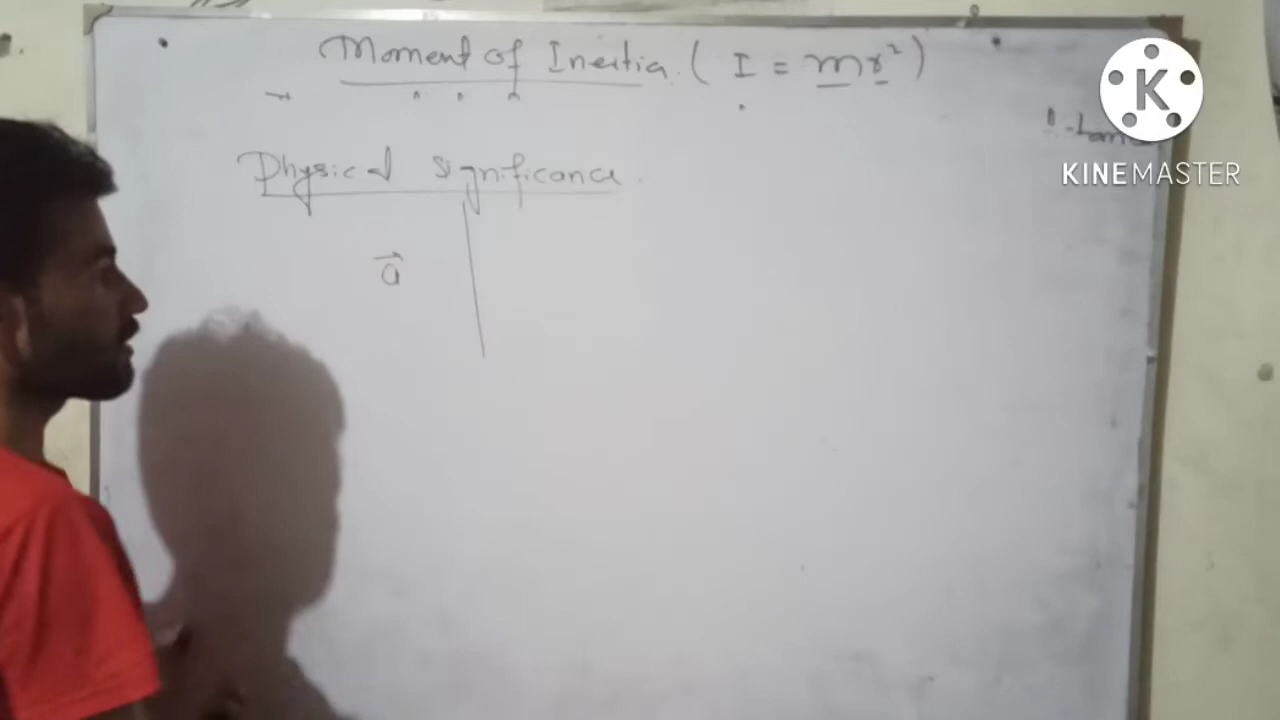 Moment of Inertia. ( I = mr² )
K
KINEMASTER
Physical significance.
a⃗